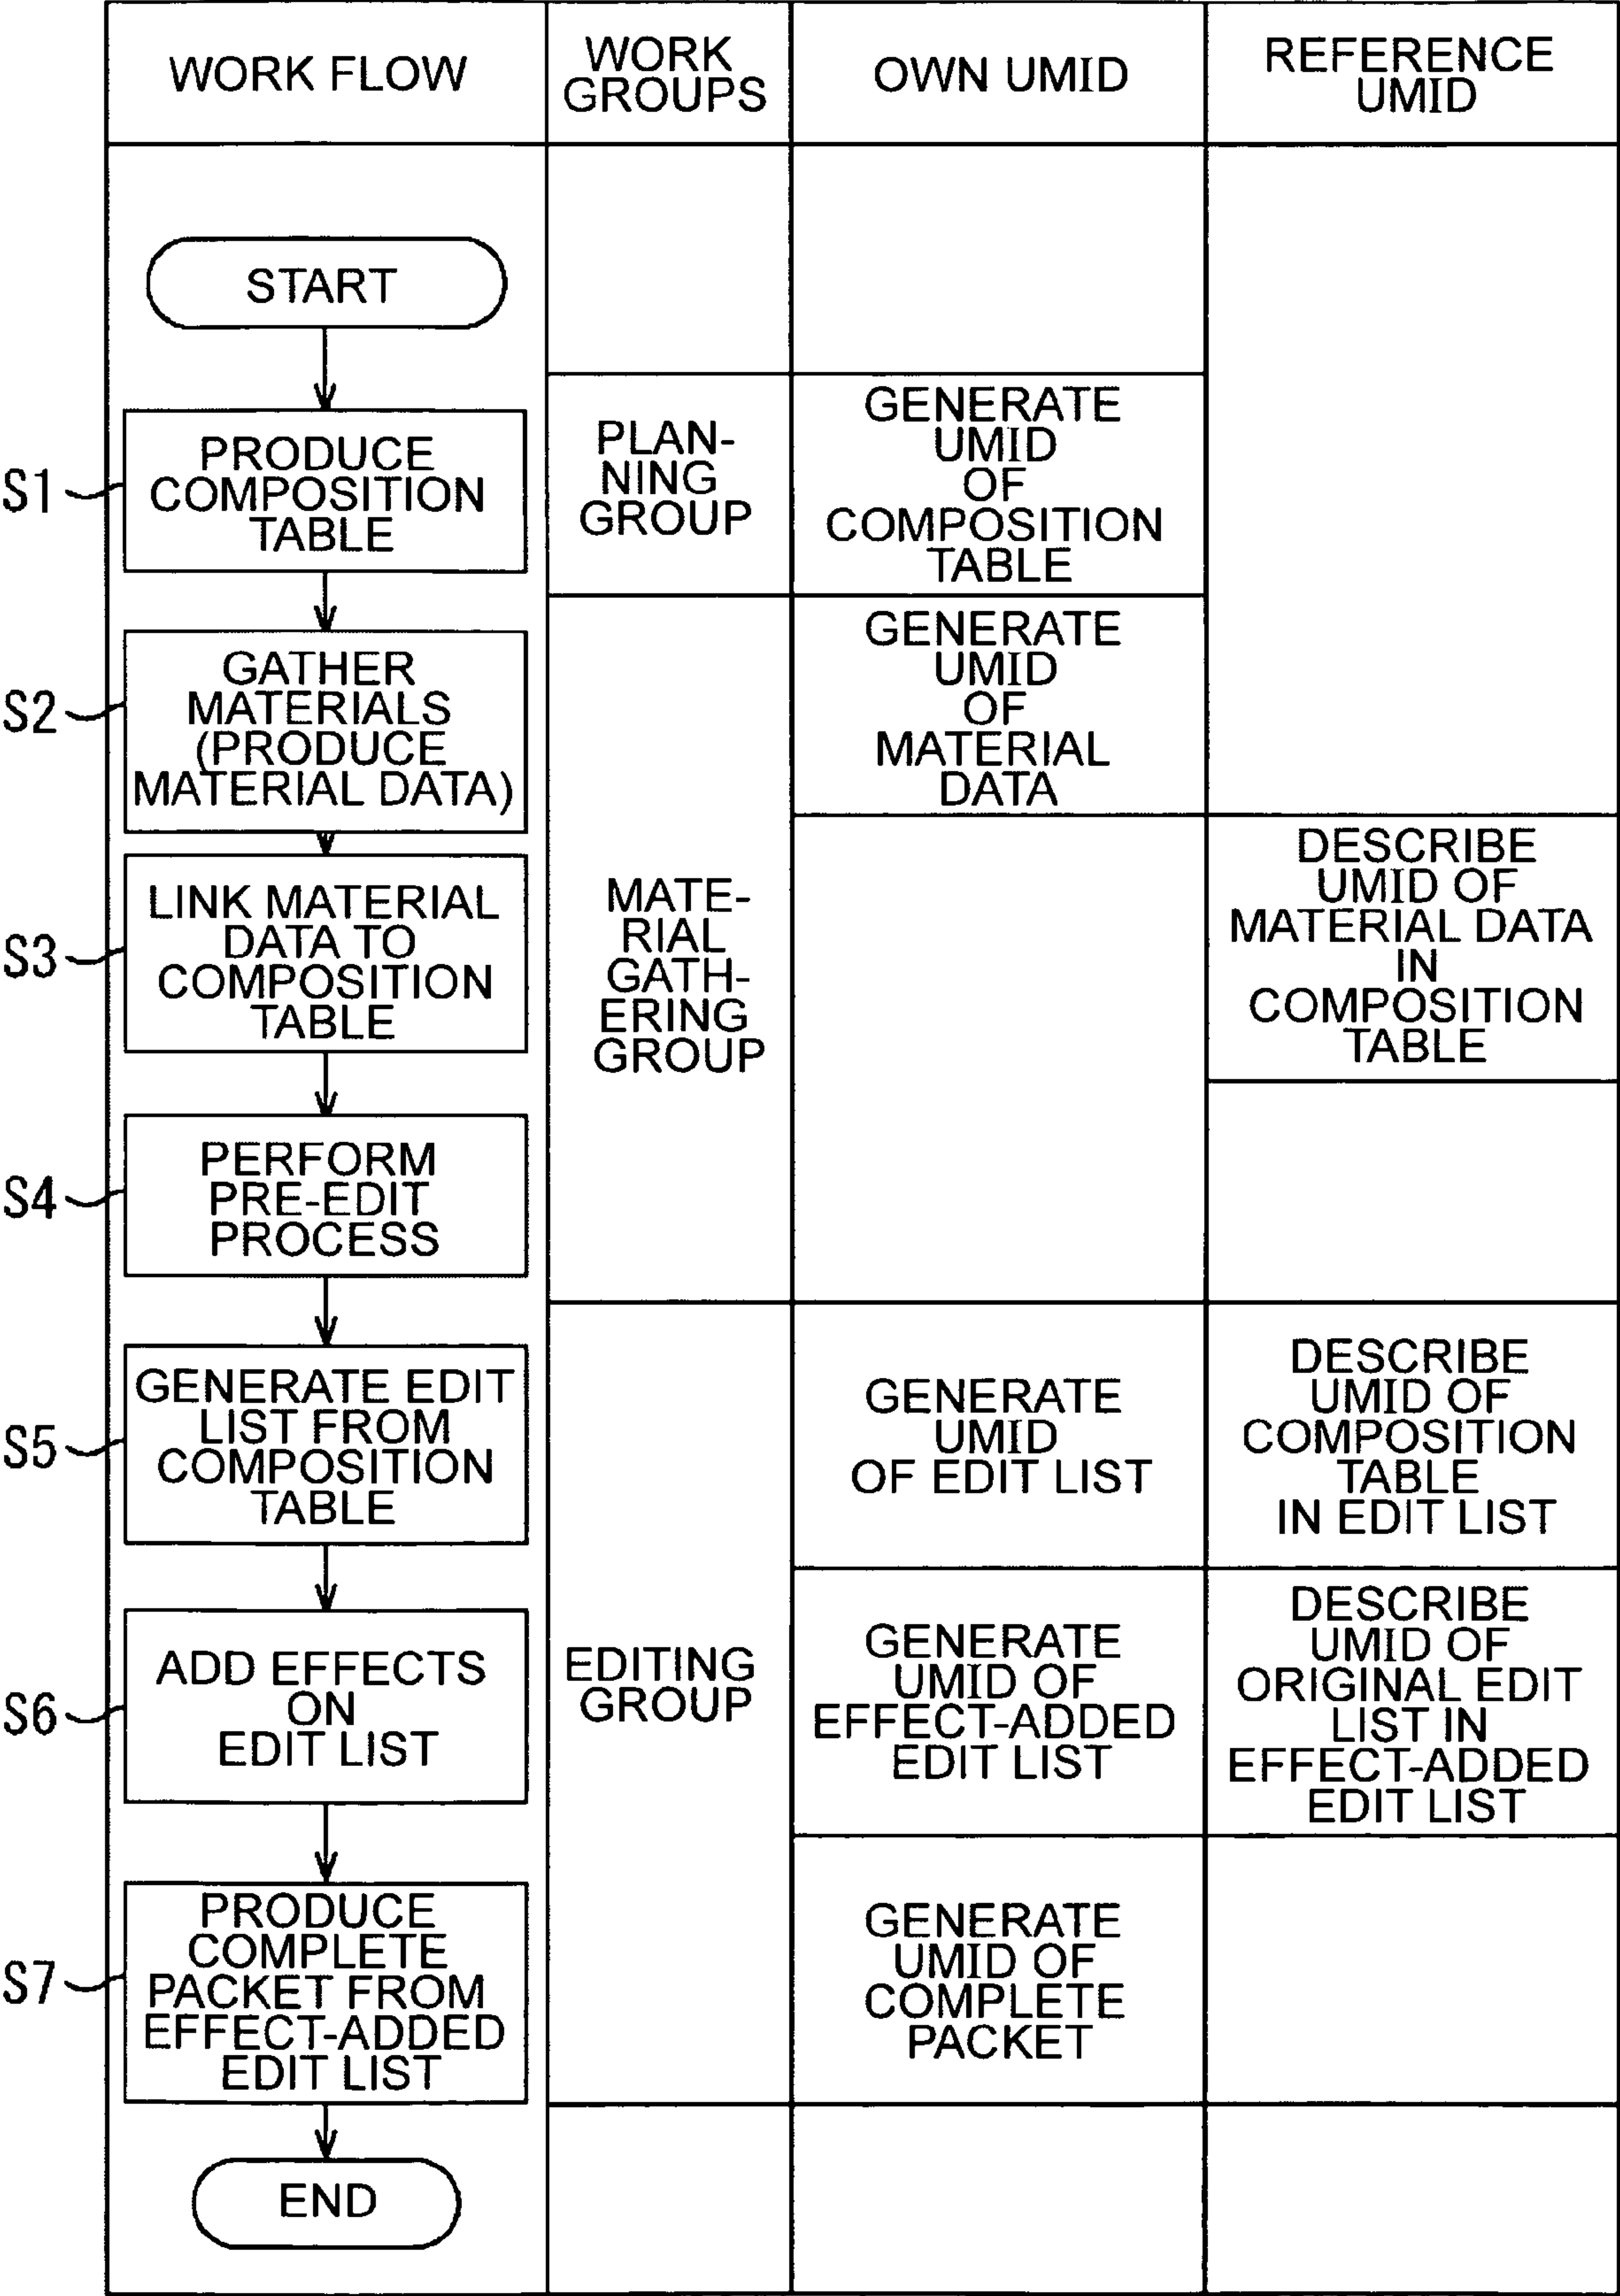 WORK FLOW
WORK
GROUPS
OWN UMID
REFERENCE
UMID
START
S1
PRODUCE
COMPOSITION
TABLE
PLAN-
NING
GROUP
GENERATE
UMID
OF
COMPOSITION
TABLE
S2
GATHER
MATERIALS
(PRODUCE
MATERIAL DATA)
GENERATE
UMID
OF
MATERIAL
DATA
S3
LINK MATERIAL
DATA TO
COMPOSITION
TABLE
MATE-
RIAL
GATH-
ERING
GROUP
DESCRIBE
UMID OF
MATERIAL DATA
IN
COMPOSITION
TABLE
S4
PERFORM
PRE-EDIT
PROCESS
S5
GENERATE EDIT
LIST FROM
COMPOSITION
TABLE
GENERATE
UMID
OF EDIT LIST
DESCRIBE
UMID OF
COMPOSITION
TABLE
IN EDIT LIST
S6
ADD EFFECTS
ON
EDIT LIST
EDITING
GROUP
GENERATE
UMID OF
EFFECT-ADDED
EDIT LIST
DESCRIBE
UMID OF
ORIGINAL EDIT
LIST IN
EFFECT-ADDED
EDIT LIST
S7
PRODUCE
COMPLETE
PACKET FROM
EFFECT-ADDED
EDIT LIST
GENERATE
UMID OF
COMPLETE
PACKET
END